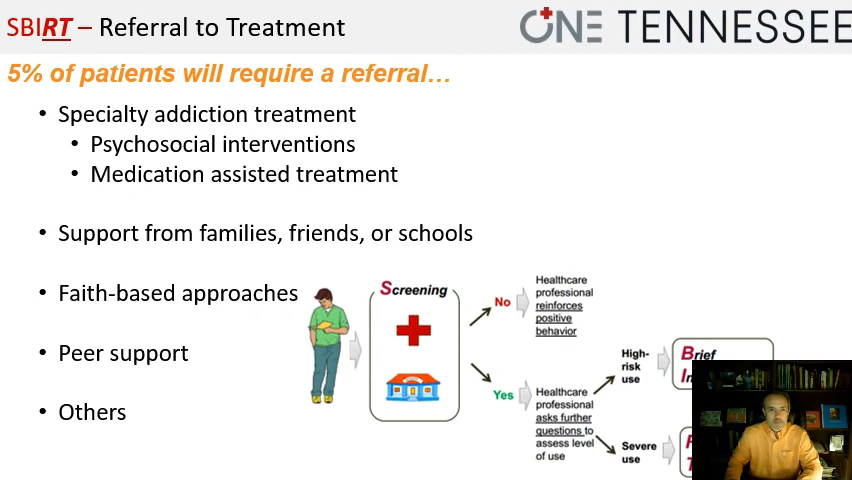 SBIRT – Referral to Treatment
ONE TENNESSEE
5% of patients will require a referral…
• Specialty addiction treatment
• Psychosocial interventions
• Medication assisted treatment
• Support from families, friends, or schools
• Faith-based approaches
• Peer support
• Others
Screening
No
Healthcare
professional
reinforces
positive
behavior
Yes
Healthcare
professional
asks further
questions to
assess level
of use
High-
risk
use
Brief
Severe
use